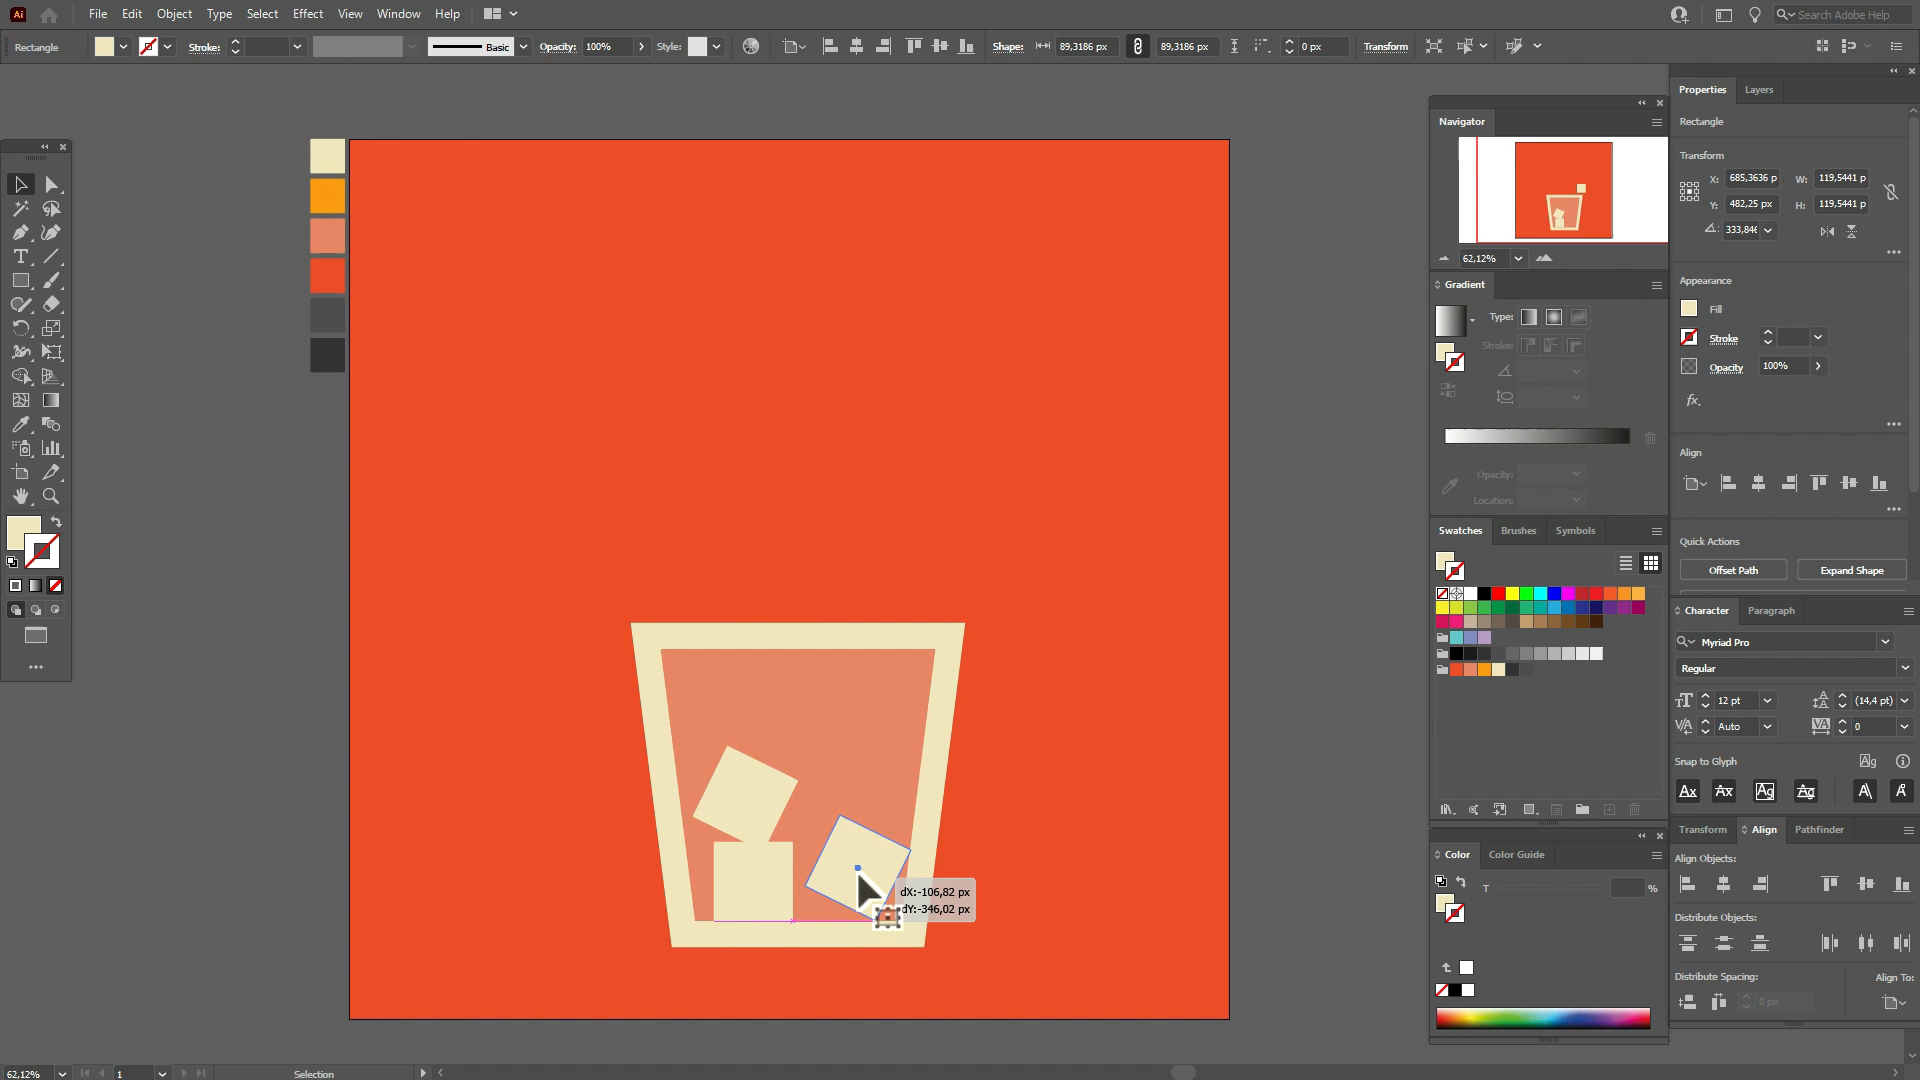 Ai File Edit Object Type Select Effect View Window Help Search Adobe Help
Rectangle Stroke: Basic Opacity: 100% Style: Shape: 89,3186 px 89,3186 px 0 px Transform
Properties Layers
Rectangle
Transform
X: 685,3636 p W: 119,5441 p
Y: 482,25 px H: 119,5441 p
333,846
Appearance
Fill
Stroke
Opacity 100%
fx.
Align
Quick Actions
Offset Path Expand Shape
Navigator
62,12%
Gradient
Type:
Stroke:
Opacity:
Location:
Swatches Brushes Symbols
Character Paragraph
Myriad Pro
Regular
12 pt (14,4 pt)
Auto 0
Snap to Glyph
Ax Ax Ag Ag A A
Transform Align Pathfinder
Align Objects:
Distribute Objects:
Distribute Spacing: Align To:
0 px
Color Color Guide
T %
dX:-106,82 px
dY:-346,02 px
62,12% 1 Selection